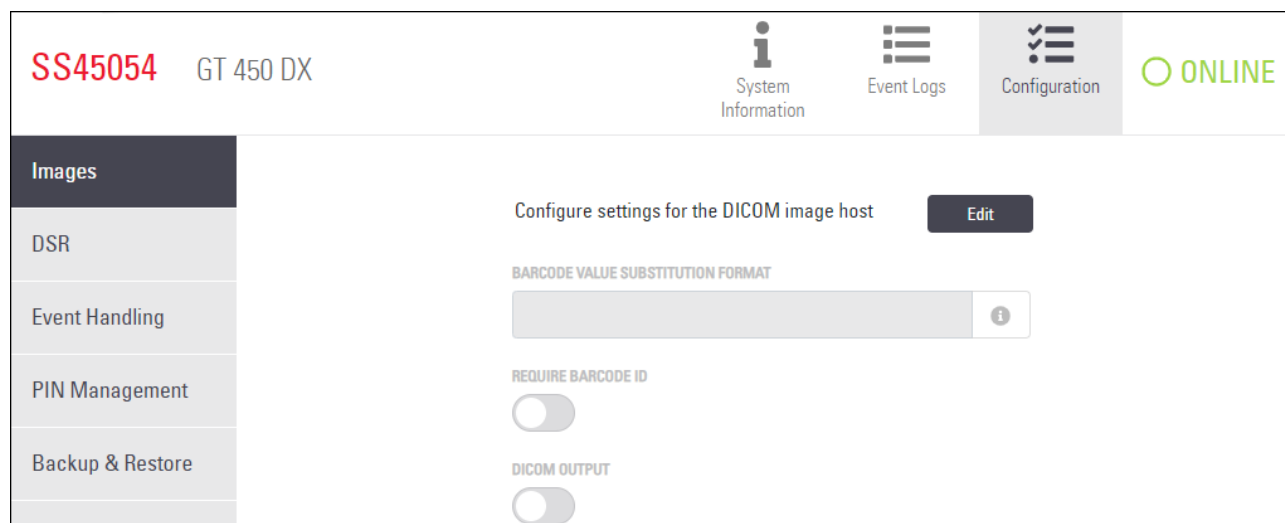 SS45054 GT 450 DX
System
Information
Event Logs
Configuration
ONLINE
Images
DSR
Event Handling
PIN Management
Backup & Restore
Configure settings for the DICOM image host
Edit
BARCODE VALUE SUBSTITUTION FORMAT
REQUIRE BARCODE ID
DICOM OUTPUT